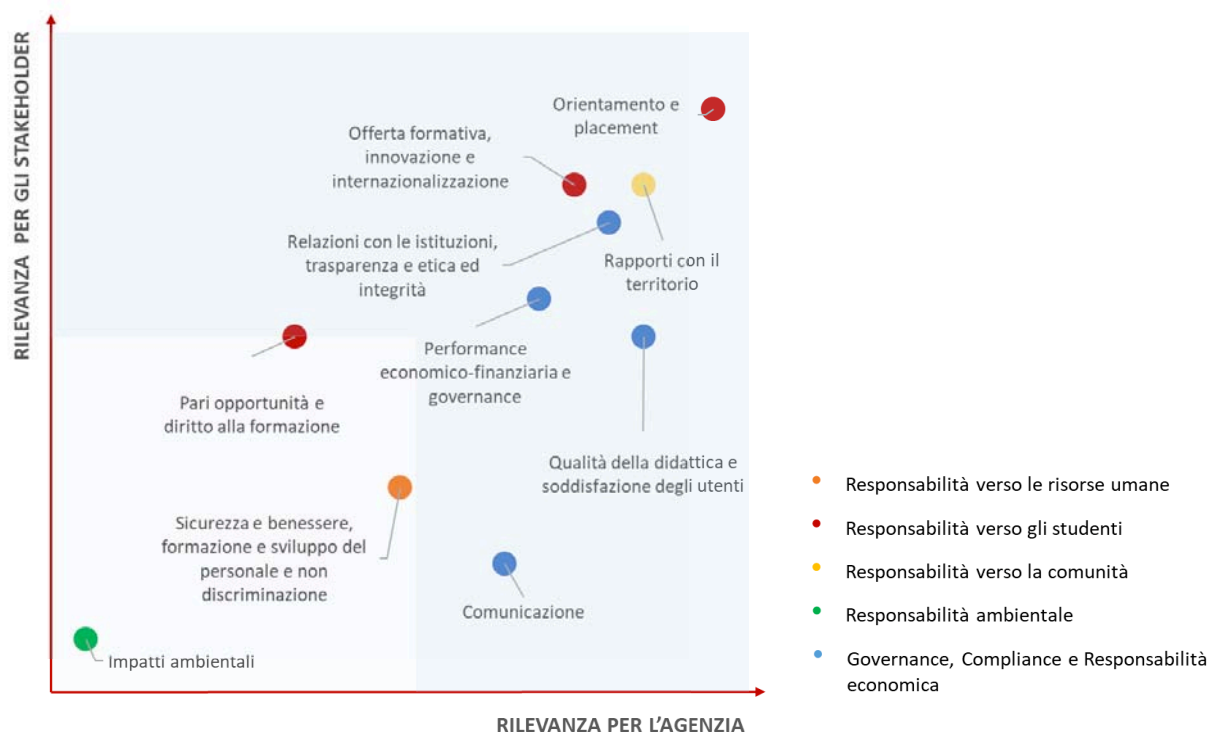 RILEVANZA PER GLI STAKEHOLDER
Orientamento e
placement
Offerta formativa,
innovazione e
internazionalizzazione
Relazioni con le istituzioni,
trasparenza e etica ed
integrità
Rapporti con il
territorio
Performance
economico-finanziaria e
governance
Pari opportunità e
diritto alla formazione
Qualità della didattica e
soddisfazione degli utenti
Sicurezza e benessere,
formazione e sviluppo del
personale e non
discriminazione
Comunicazione
Impatti ambientali
RILEVANZA PER L’AGENZIA
Responsabilità verso le risorse umane
Responsabilità verso gli studenti
Responsabilità verso la comunità
Responsabilità ambientale
Governance, Compliance e Responsabilità
economica